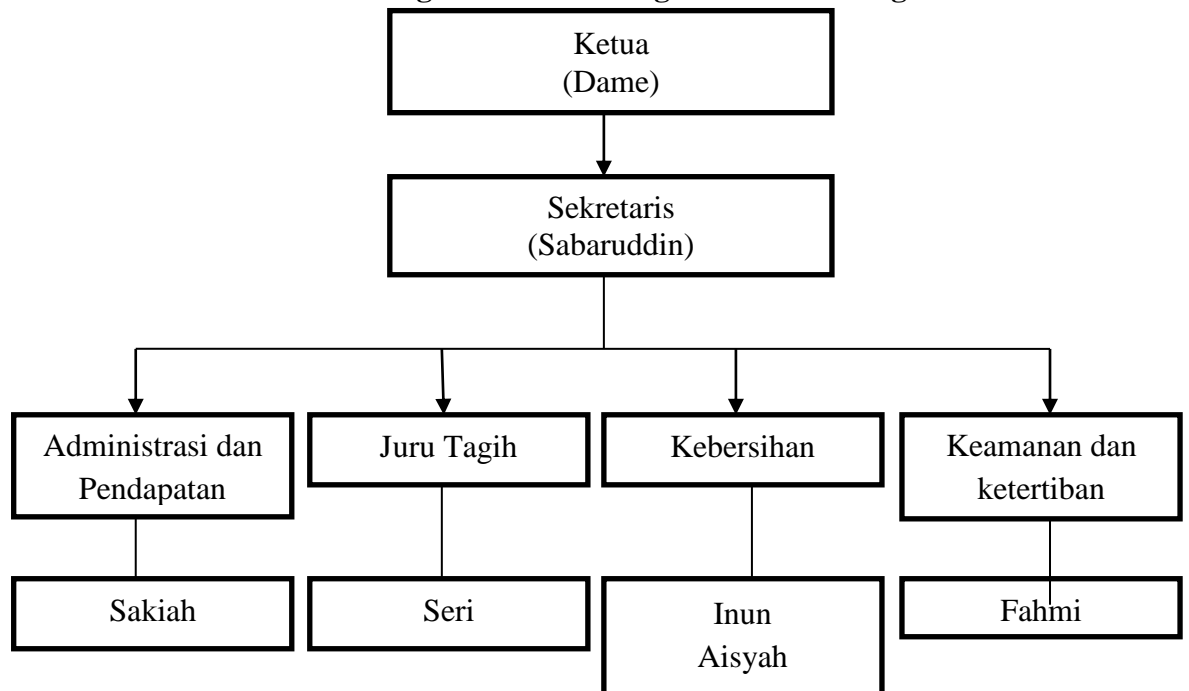 Ketua
(Dame)
Sekretaris
(Sabaruddin)
Administrasi dan
Pendapatan
Juru Tagih
Kebersihan
Keamanan dan
ketertiban
Sakiah
Seri
Inun
Aisyah
Fahmi